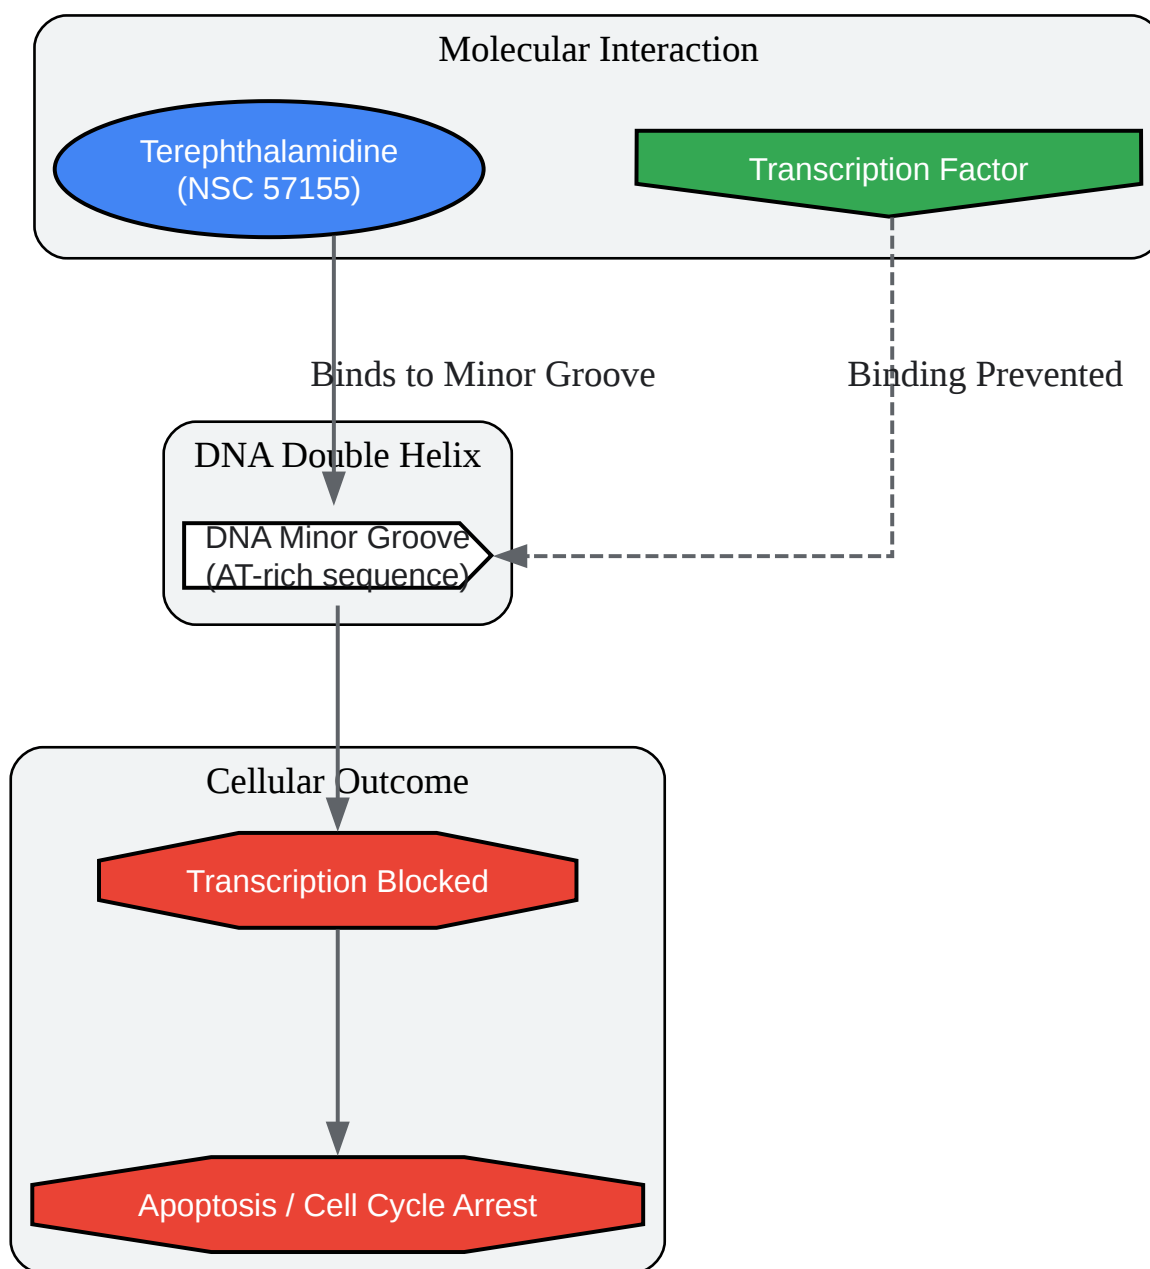 Molecular Interaction
Terephthalamidine
(NSC 57155)
Transcription Factor
Binds to Minor Groove
Binding Prevented
DNA Double Helix
DNA Minor Groove
(AT-rich sequence)
Cellular Outcome
Transcription Blocked
Apoptosis / Cell Cycle Arrest